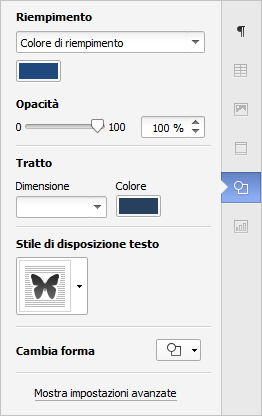 Riempimento
Colore di riempimento
Opacità
0 100 100 %
Tratto
Dimensione Colore
Stile di disposizione testo
Cambia forma
Mostra impostazioni avanzate